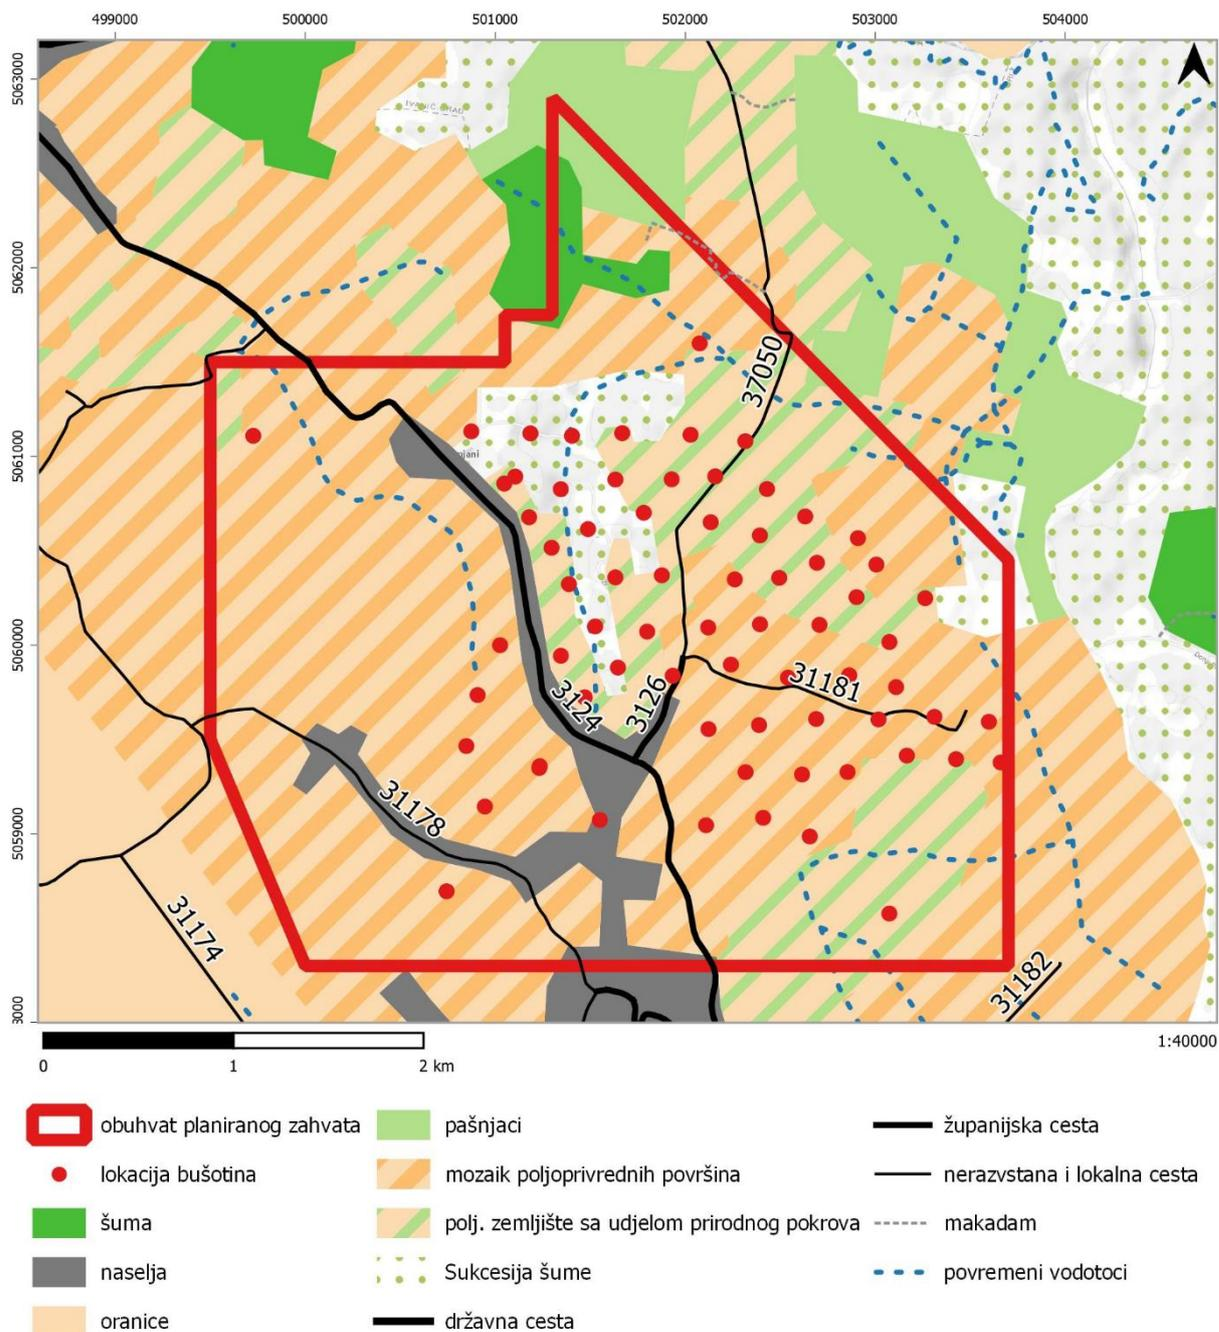 499000 500000 501000 502000 503000 504000
5063000
IVANIĆ-GRAD
5062000
37050
5061000
5060000
3124
3126
31181
31178
5059000
31174
31182
3000
0 1 2 km
1:40000
obuhvat planiranog zahvata
lokacija bušotina
šuma
naselja
oranice
pašnjaci
mozaik poljoprivrednih površina
polj. zemljište sa udjelom prirodnog pokrova
Sukcesija šume
državna cesta
županijska cesta
nerazvstana i lokalna cesta
makadam
povremeni vodotoci